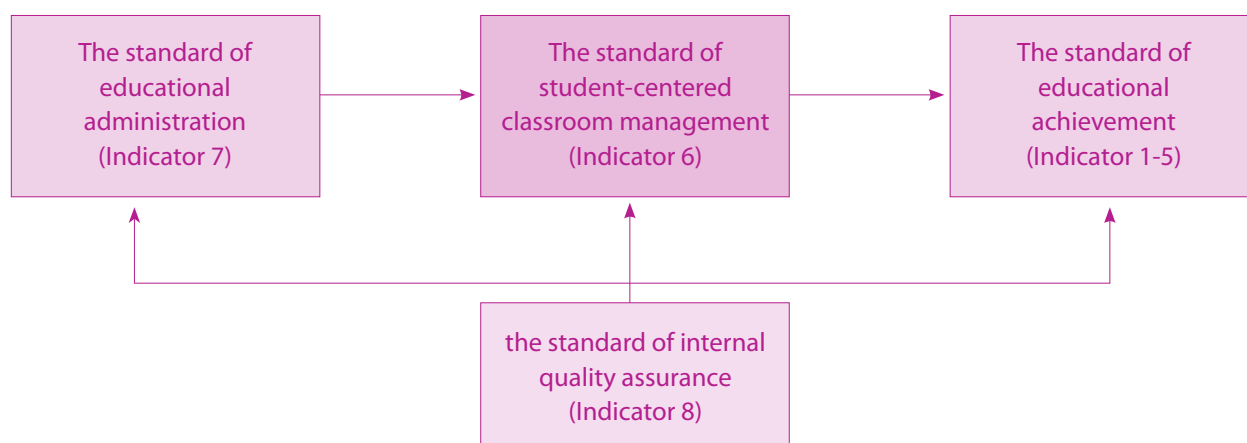 The standard of
educational
administration
(Indicator 7)
The standard of
student-centered
classroom management
(Indicator 6)
The standard of
educational
achievement
(Indicator 1-5)
the standard of internal
quality assurance
(Indicator 8)